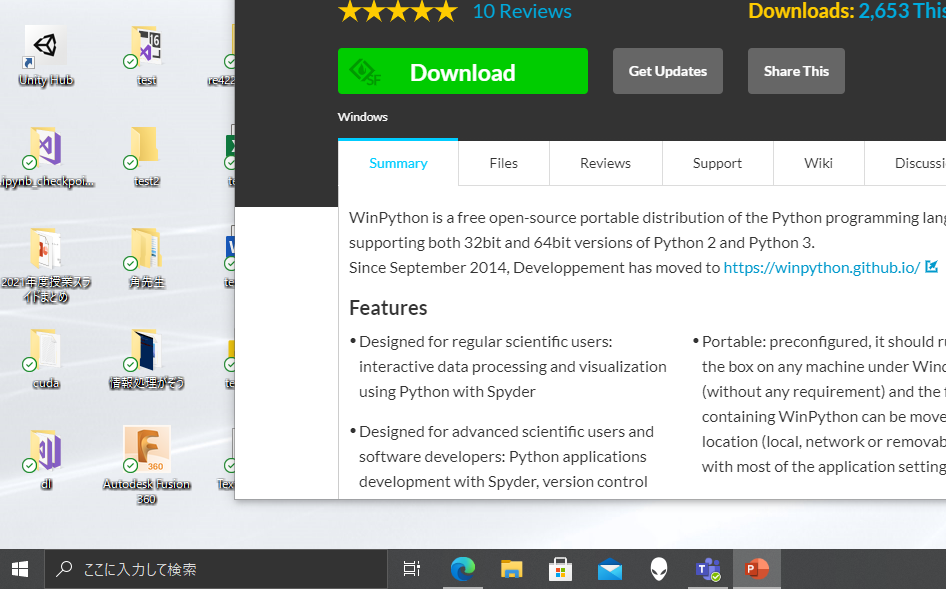 Unity Hub
test
re422
ipynb_checkpoi...
test2
2021年度授業スラ
イドまとめ
角先生
cuda
情報処理がぞう
dl
Autodesk Fusion
360
360
Tex
10 Reviews
Downloads: 2,653 This
Download
SF
Get Updates
Share This
Windows
Summary
Files
Reviews
Support
Wiki
Discussi
WinPython is a free open-source portable distribution of the Python programming lang
supporting both 32bit and 64bit versions of Python 2 and Python 3.
Since September 2014, Developpement has moved to https://winpython.github.io/
Features
• Designed for regular scientific users:
interactive data processing and visualization
using Python with Spyder
• Designed for advanced scientific users and
software developers: Python applications
development with Spyder, version control
• Portable: preconfigured, it should ru
the box on any machine under Wind
(without any requirement) and the f
containing WinPython can be move
location (local, network or removab
with most of the application setting
ここに入力して検索